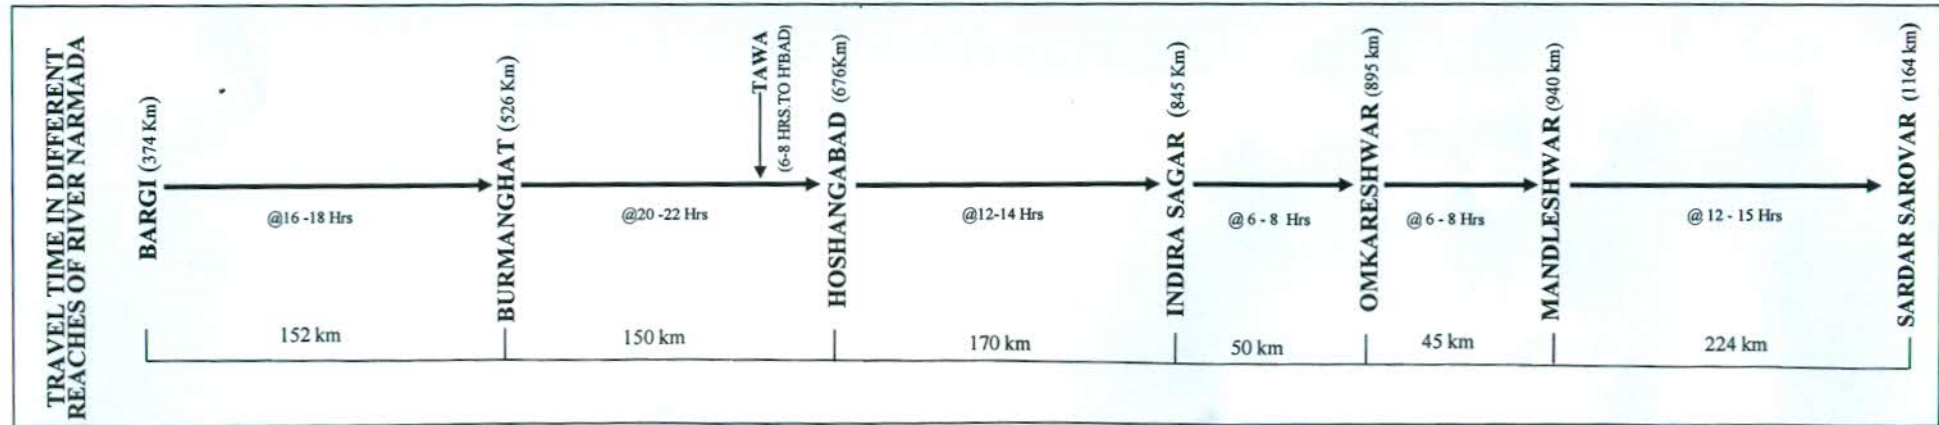 TRAVEL TIME IN DIFFERENT
REACHES OF RIVER NARMADA
BARGI (374 Km)
@16 -18 Hrs
BURMANGHAT (526 Km)
@20 -22 Hrs
TAWA
(6-8 HRS.TO H'BAD)
HOSHANGABAD (676Km)
@12-14 Hrs
INDIRA SAGAR (845 Km)
@ 6 - 8 Hrs
OMKARESHWAR (895 km)
@ 6 - 8 Hrs
MANDLESHWAR (940 km)
@ 12 - 15 Hrs
SARDAR SAROVAR (1164 km)
152 km
150 km
170 km
50 km
45 km
224 km